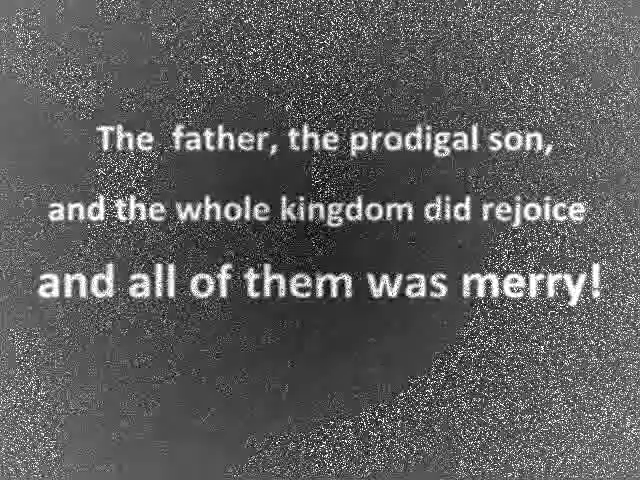 The father, the prodigal son,
and the whole kingdom did rejoice
and all of them was merry!